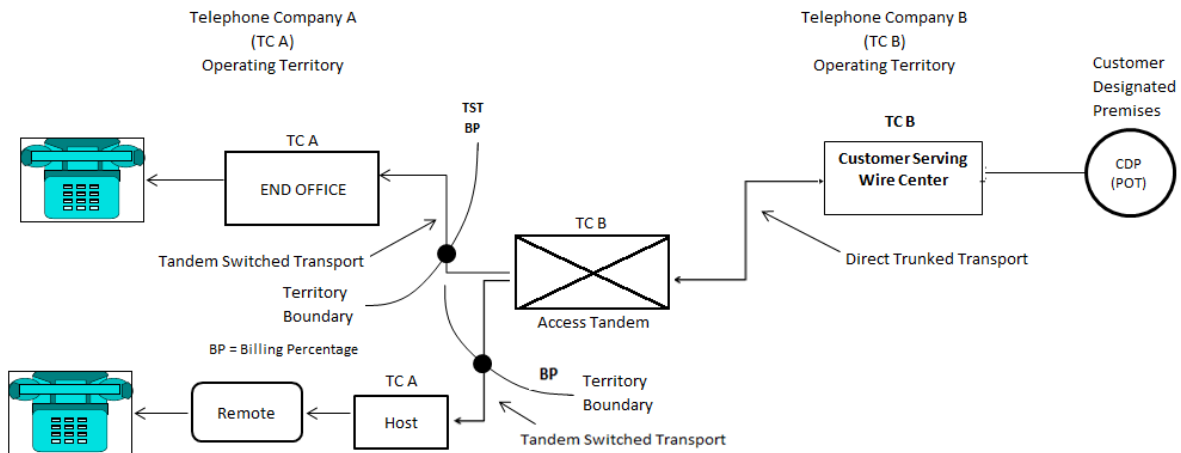 Telephone Company A
(TC A)
Operating Territory
Telephone Company B
(TC B)
Operating Territory
Customer
Designated
Premises
TST
BP
TC A
END OFFICE
TC B
Customer Serving
Wire Center
CDP
(POT)
TC B
Tandem Switched Transport
Direct Trunked Transport
Territory
Boundary
Access Tandem
BP = Billing Percentage
BP
Territory
Boundary
TC A
Remote
Host
Tandem Switched Transport